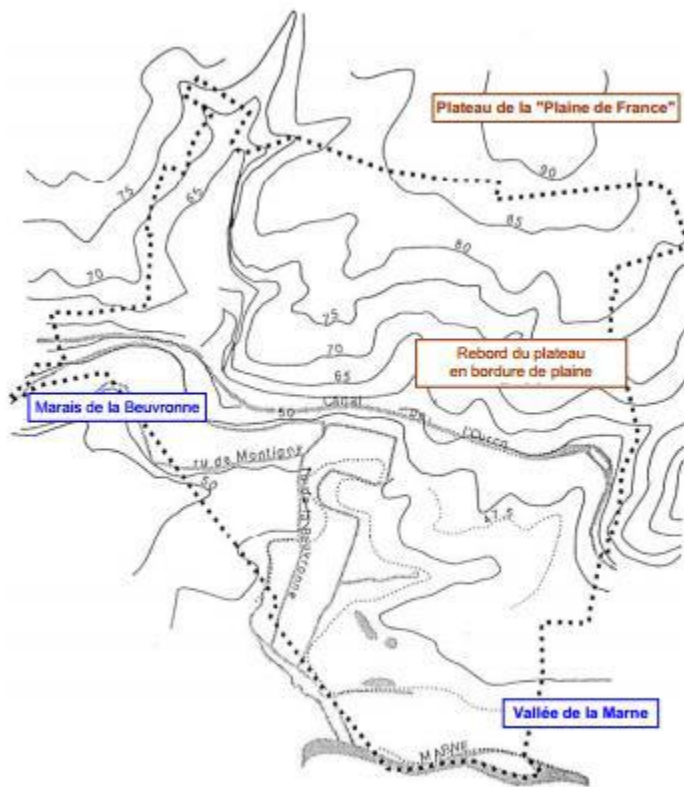 Plateau de la "Plaine de France"
90
75
65
85
80
70
75
70
Rebord du plateau
en bordure de plaine
65
Marais de la Beuvronne
Canal de l'Ourcq
50
ru de Montigny
50
47.5
la Beuvronne
Vallée de la Marne
MARNE